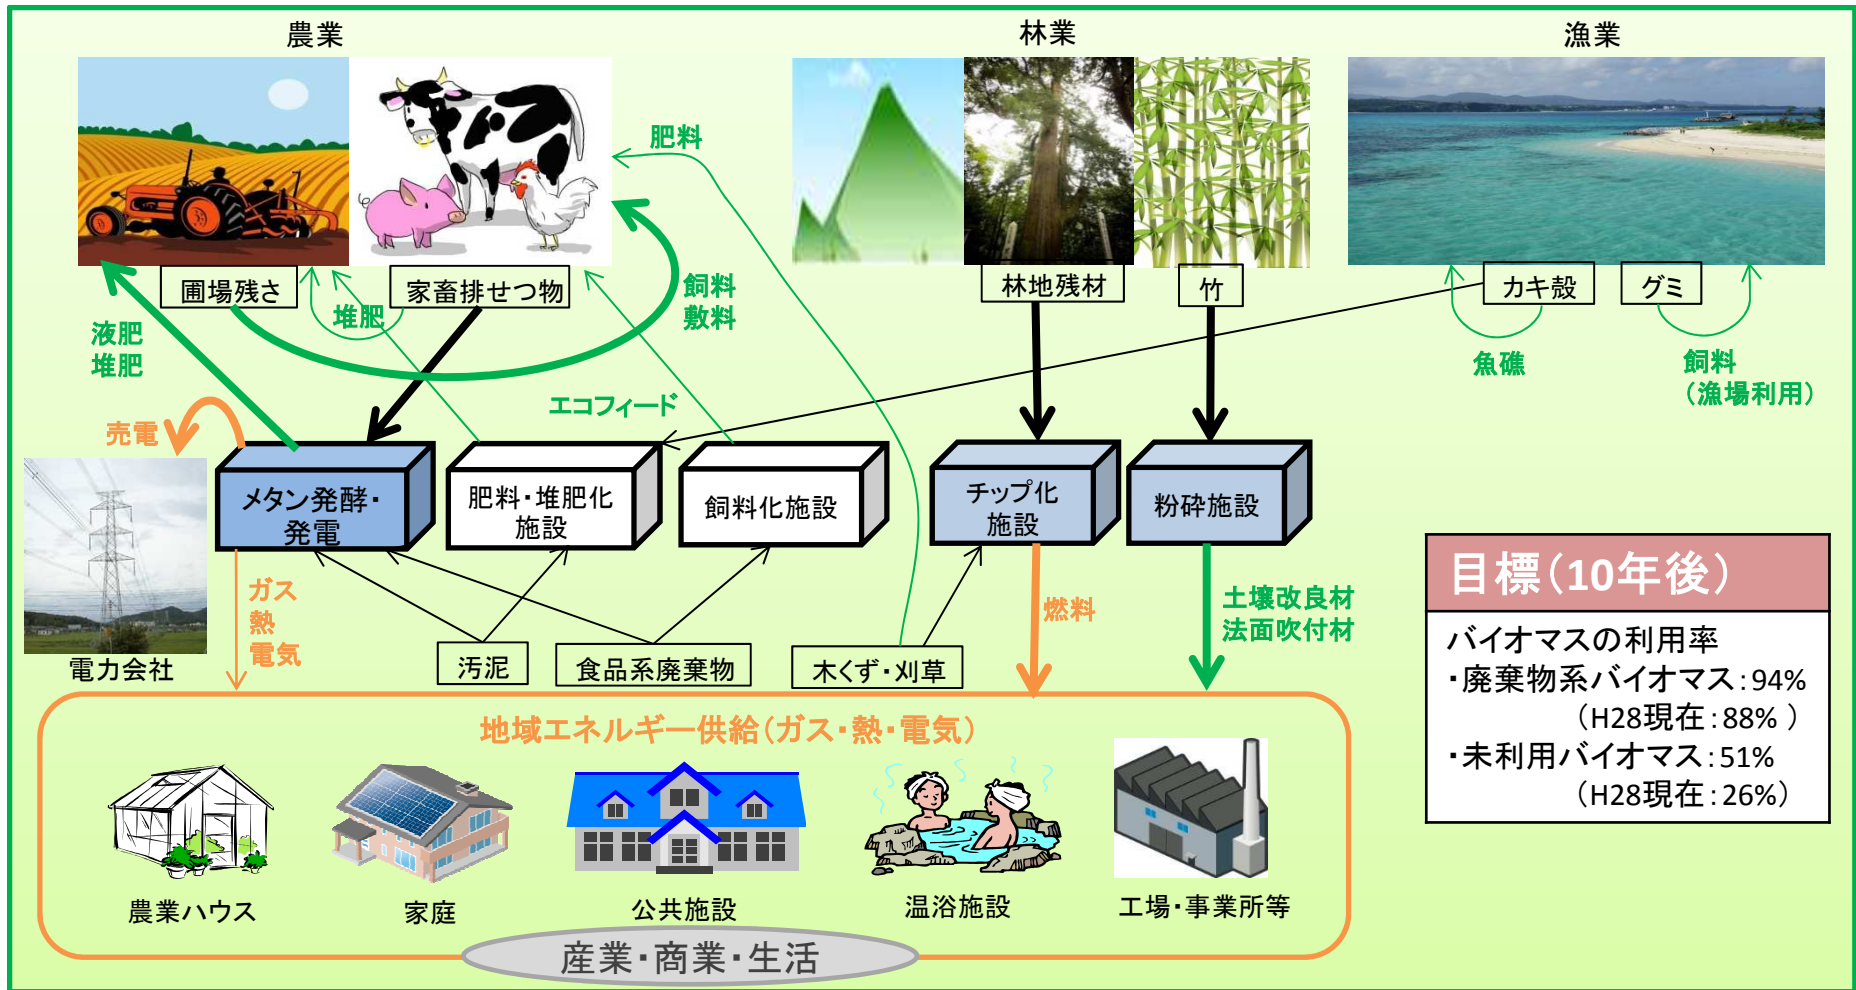 農業
林業
漁業
肥料
圃場残さ
家畜排せつ物
堆肥
飼料
敷料
液肥
堆肥
林地残材
竹
カキ殻
グミ
魚礁
飼料
（漁場利用）
エコフィード
売電
メタン発酵・
発電
肥料・堆肥化
施設
飼料化施設
チップ化
施設
粉砕施設
電力会社
ガス
熱
電気
汚泥
食品系廃棄物
木くず・刈草
燃料
土壌改良材
法面吹付材
目標（10年後）
バイオマスの利用率
・廃棄物系バイオマス：94%
（H28現在：88% ）
・未利用バイオマス：51%
（H28現在：26%）
地域エネルギー供給（ガス・熱・電気）
農業ハウス
家庭
公共施設
温浴施設
工場・事業所等
産業・商業・生活